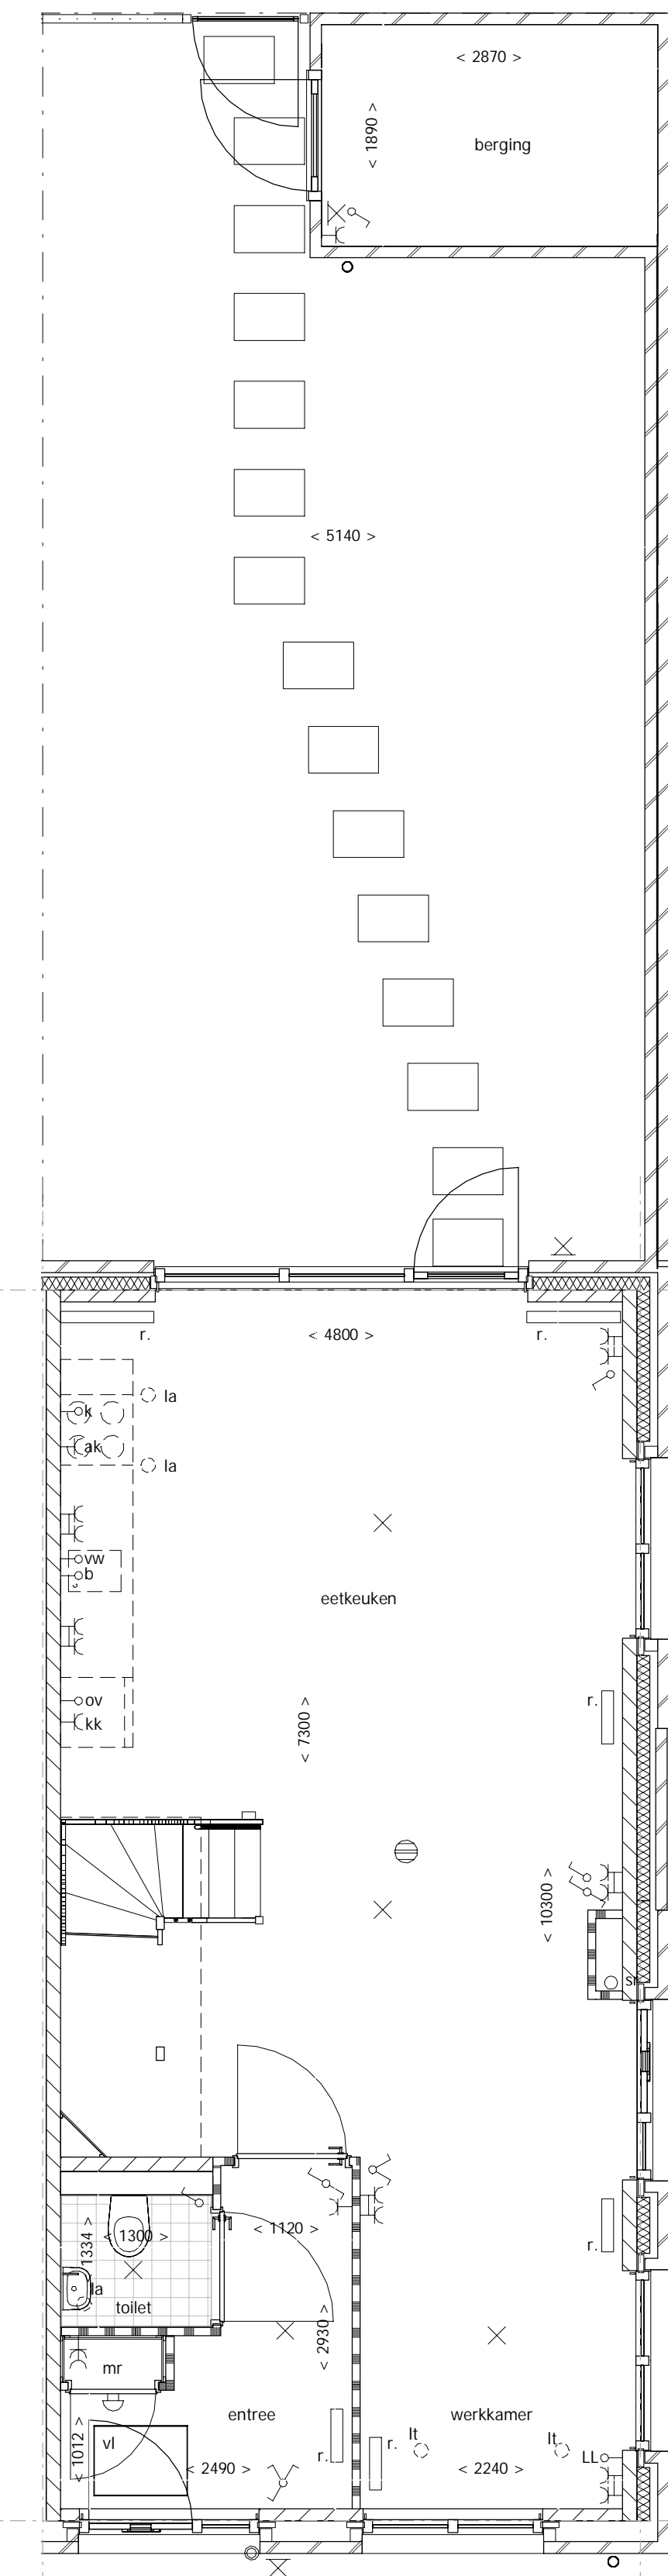 < 2870 >
< 1890 >
berging
< 5140 >
r.
< 4800 >
r.
la
k
ak
la
vw
b
eetkeuken
ov
kk
r.
< 7300 >
< 10300 >
sr
1334 >
< 1300 >
< 1120 >
r.
la
toilet
< 2930 >
mr
entree
werkkamer
vl
r.
r.
lt
lt
LL
< 1012 >
< 2490 >
< 2240 >